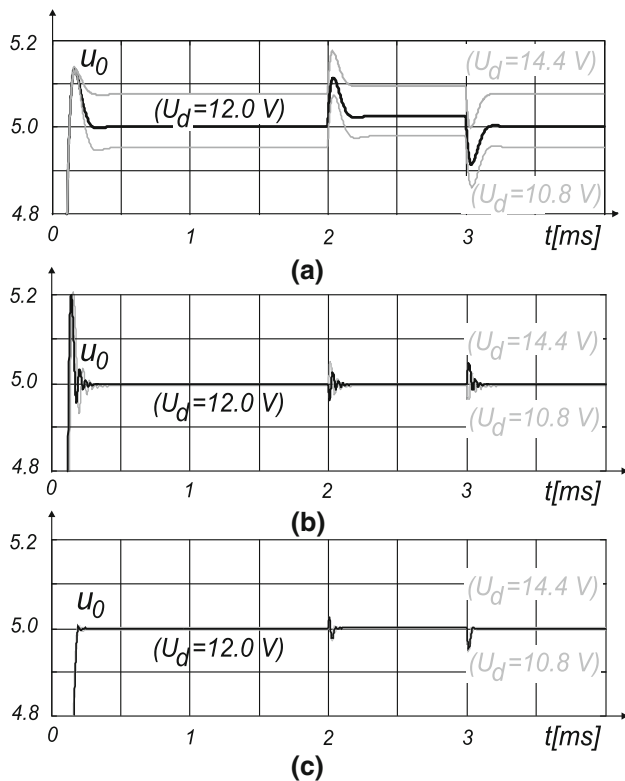 5.2
u0
(Ud=14.4 V)
(Ud=12.0 V)
5.0
(Ud=10.8 V)
4.8
0
1
2
3
t[ms]
(a)
5.2
u0
(Ud=14.4 V)
5.0
(Ud=12.0 V)
(Ud=10.8 V)
4.8
0
1
2
3
t[ms]
(b)
5.2
u0
(Ud=14.4 V)
5.0
(Ud=12.0 V)
(Ud=10.8 V)
4.8
0
1
2
3
t[ms]
(c)